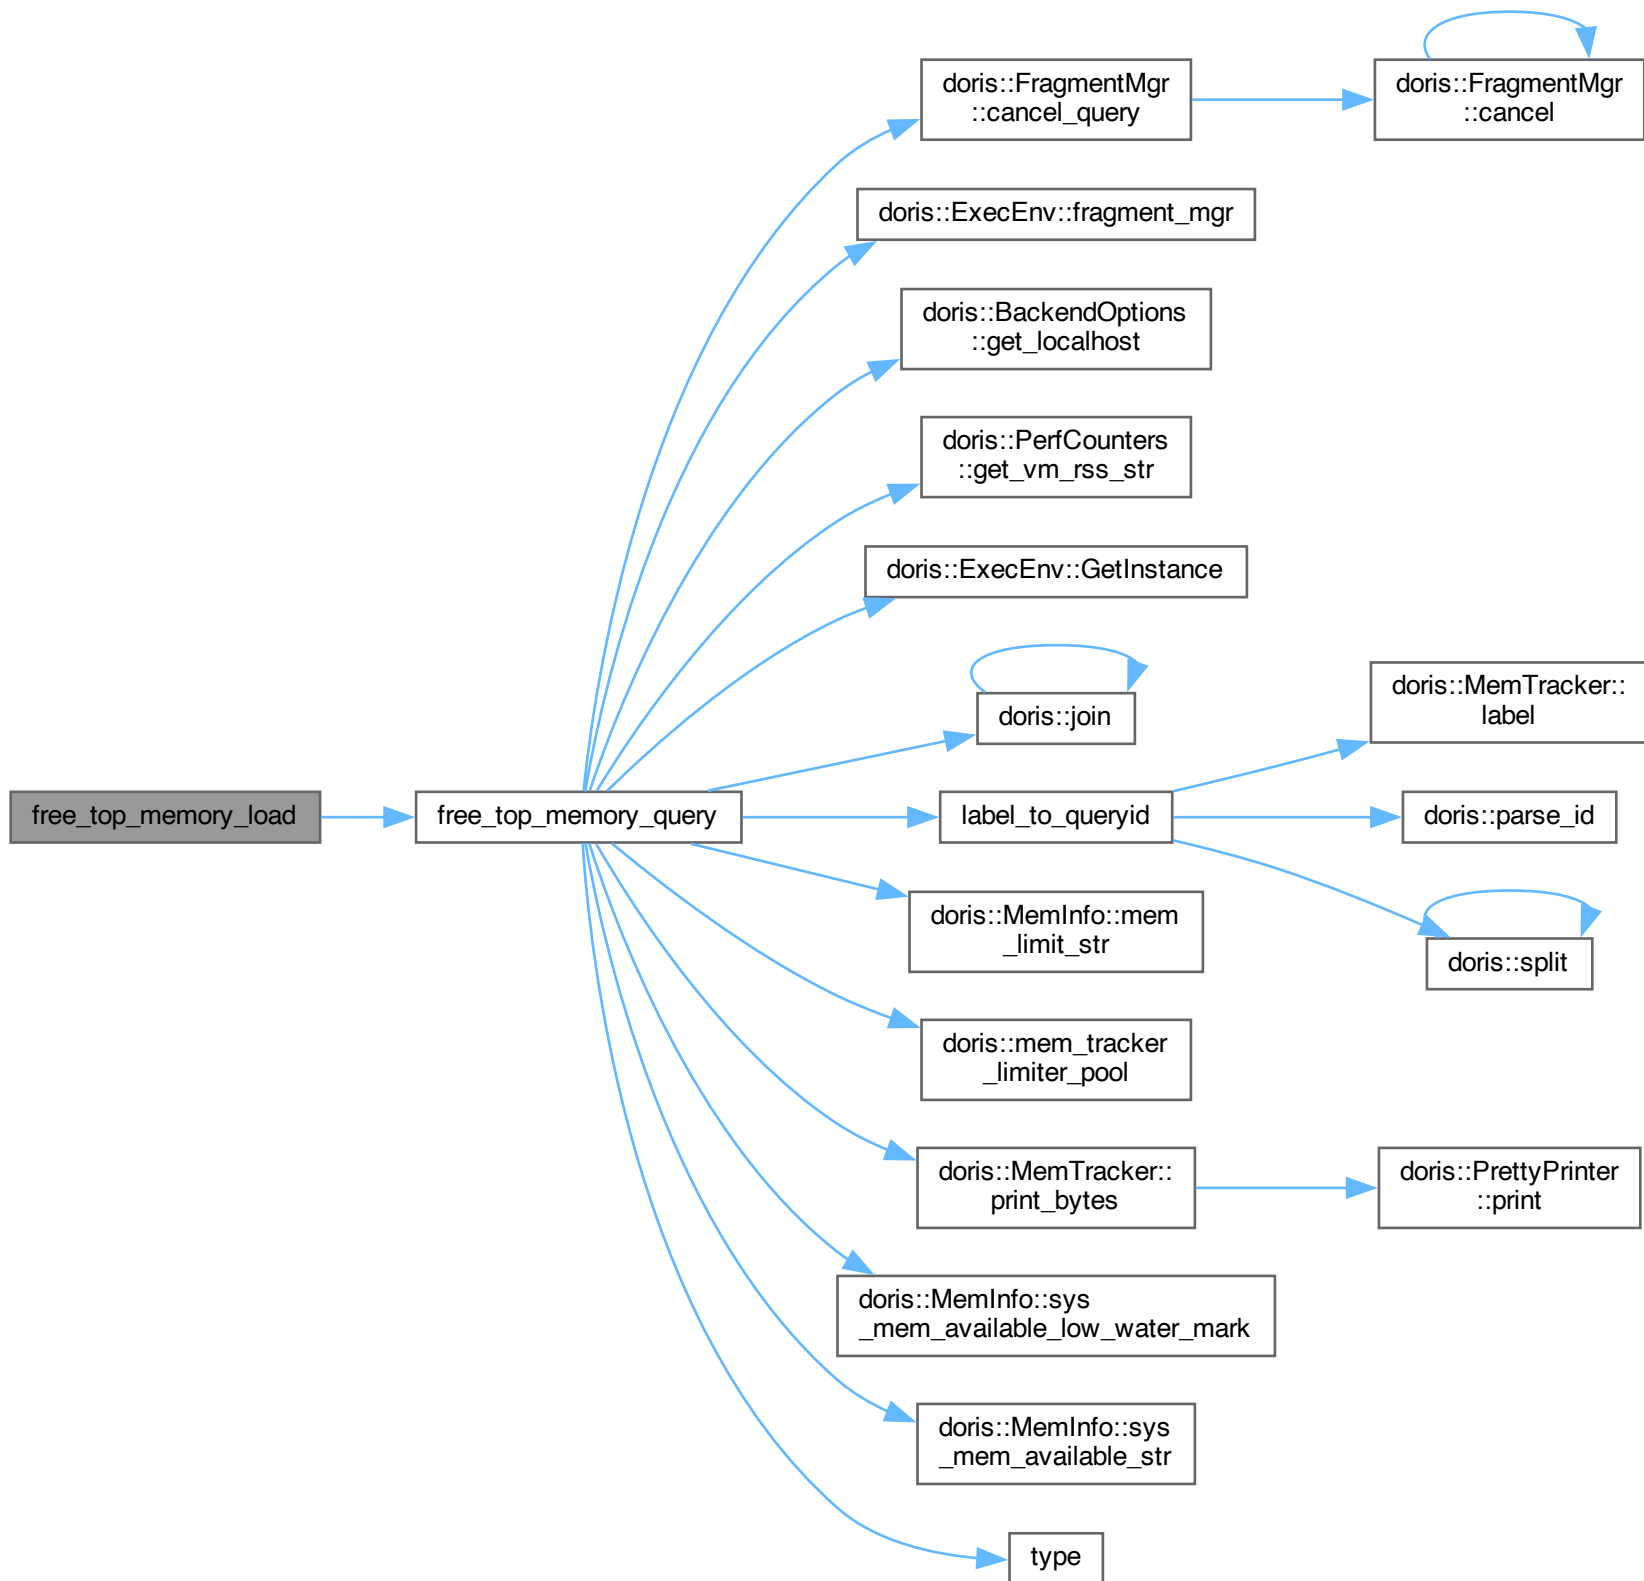 doris::FragmentMgr
::cancel_query
doris::FragmentMgr
::cancel
doris::ExecEnv::fragment_mgr
doris::BackendOptions
::get_localhost
doris::PerfCounters
::get_vm_rss_str
doris::ExecEnv::GetInstance
doris::join
doris::MemTracker::
label
free_top_memory_load
free_top_memory_query
label_to_queryid
doris::parse_id
doris::split
doris::MemInfo::mem
_limit_str
doris::mem_tracker
_limiter_pool
doris::MemTracker::
print_bytes
doris::PrettyPrinter
::print
doris::MemInfo::sys
_mem_available_low_water_mark
doris::MemInfo::sys
_mem_available_str
type